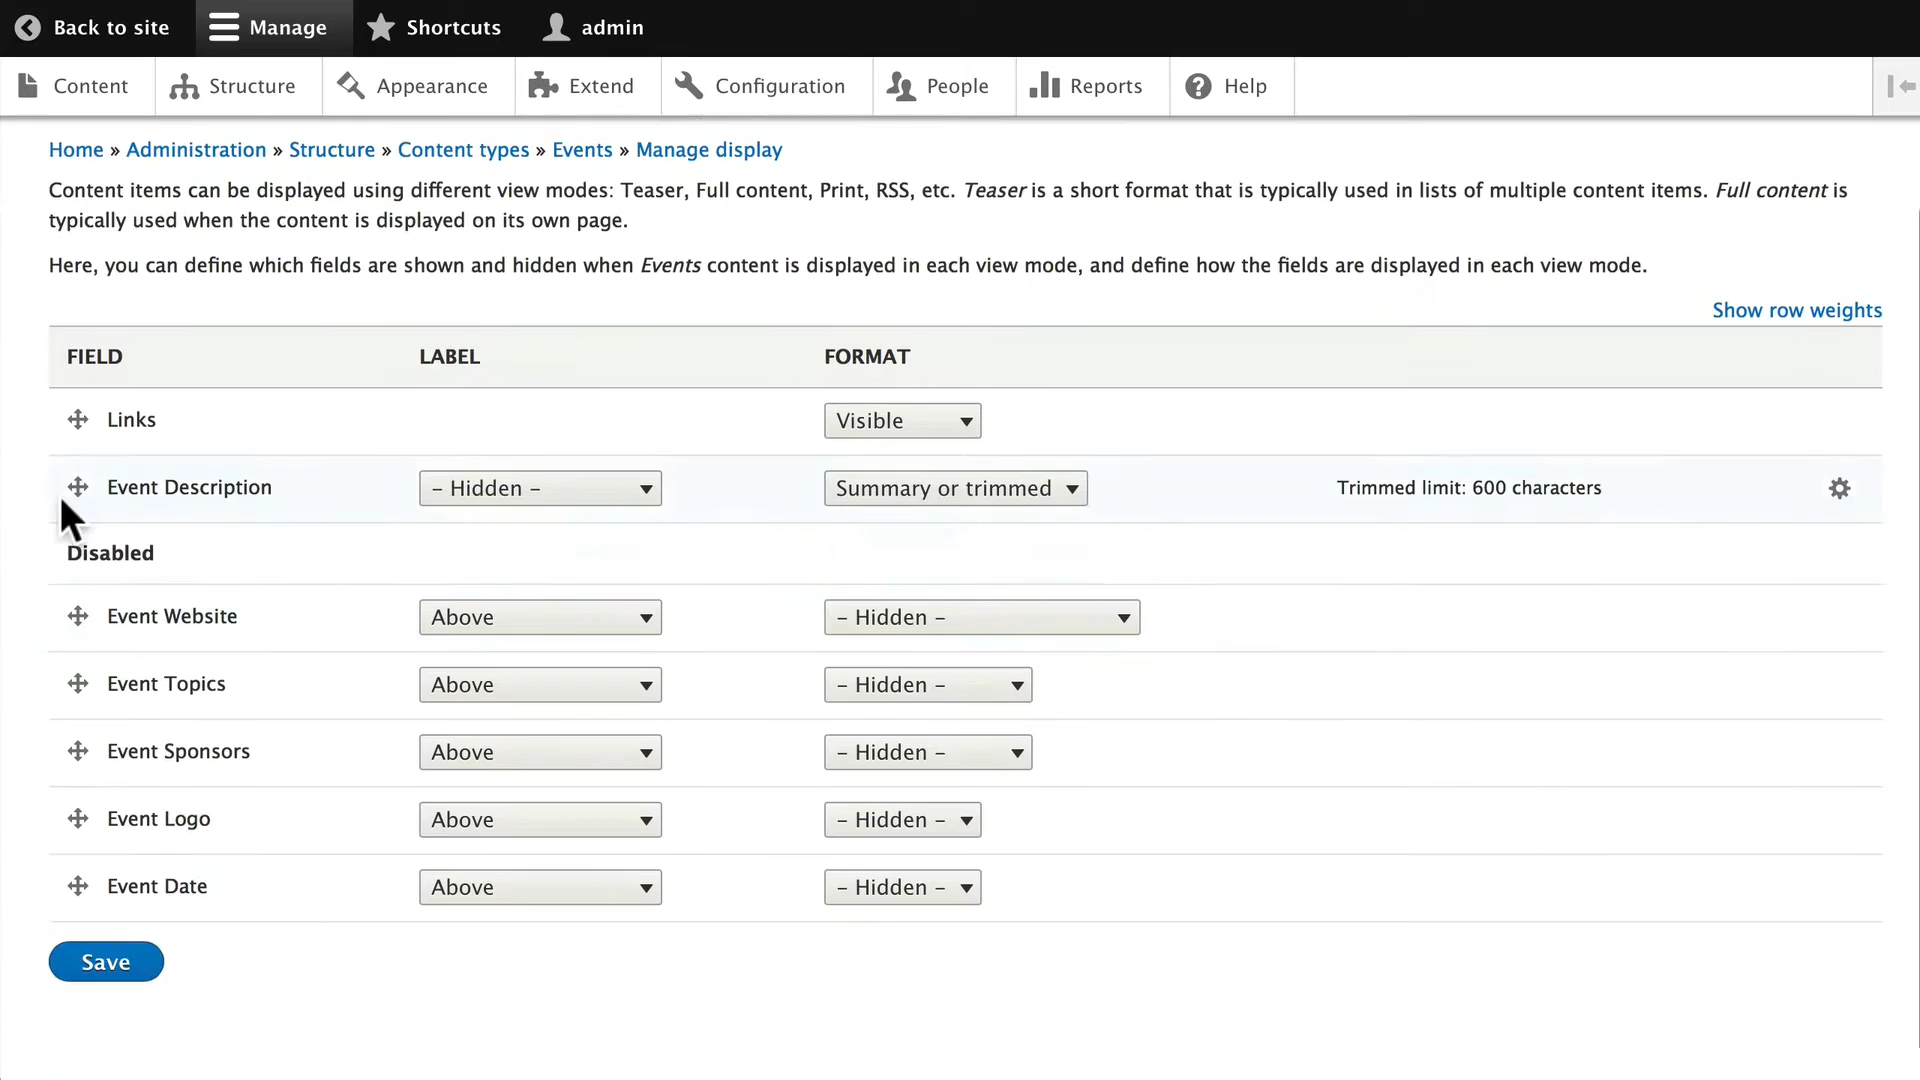 Back to site Manage Shortcuts admin
Content Structure Appearance Extend Configuration People Reports Help
Home » Administration » Structure » Content types » Events » Manage display
Content items can be displayed using different view modes: Teaser, Full content, Print, RSS, etc. Teaser is a short format that is typically used in lists of multiple content items. Full content is
typically used when the content is displayed on its own page.
Here, you can define which fields are shown and hidden when Events content is displayed in each view mode, and define how the fields are displayed in each view mode.
Show row weights
FIELD LABEL FORMAT
Links Visible
Event Description – Hidden – Summary or trimmed Trimmed limit: 600 characters
Disabled
Event Website Above – Hidden –
Event Topics Above – Hidden –
Event Sponsors Above – Hidden –
Event Logo Above – Hidden –
Event Date Above – Hidden –
Save